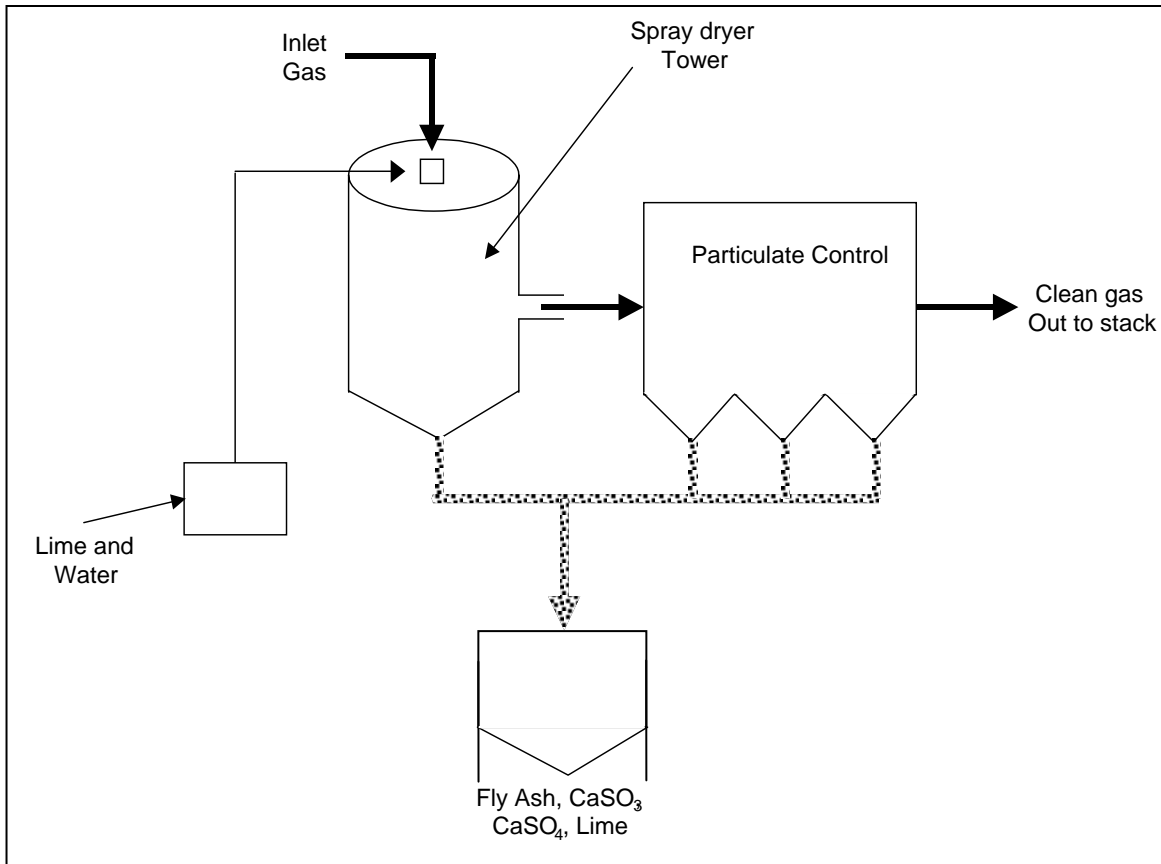 Inlet
Gas
Spray dryer
Tower
Particulate Control
Clean gas
Out to stack
Lime and
Water
Fly Ash, CaSO₃
CaSO₄, Lime